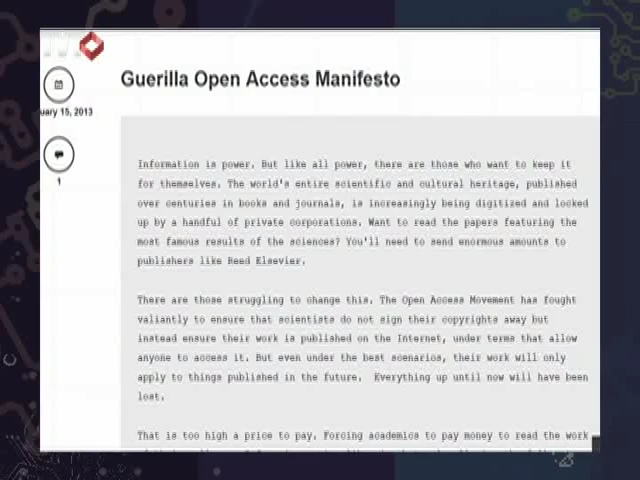 Guerilla Open Access Manifesto
uary 15, 2013
1
Information is power. But like all power, there are those who want to keep it
for themselves. The world's entire scientific and cultural heritage, published
over centuries in books and journals, is increasingly being digitized and locked
up by a handful of private corporations. Want to read the papers featuring the
most famous results of the sciences? You'll need to send enormous amounts to
publishers like Reed Elsevier.
There are those struggling to change this. The Open Access Movement has fought
valiantly to ensure that scientists do not sign their copyrights away but
instead ensure their work is published on the Internet, under terms that allow
anyone to access it. But even under the best scenarios, their work will only
apply to things published in the future. Everything up until now will have been
lost.
That is too high a price to pay. Forcing academics to pay money to read the work